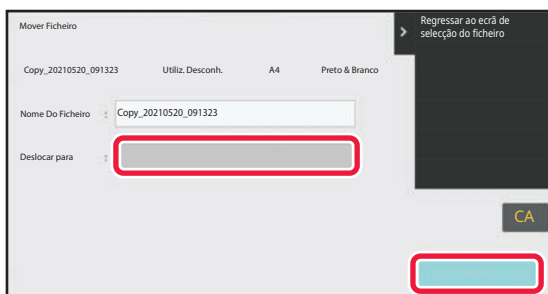 Mover Ficheiro
Regressar ao ecrã de
selecção do ficheiro
Copy_20210520_091323 Utiliz. Desconh. A4 Preto & Branco
Nome Do Ficheiro : Copy_20210520_091323
Deslocar para :
CA